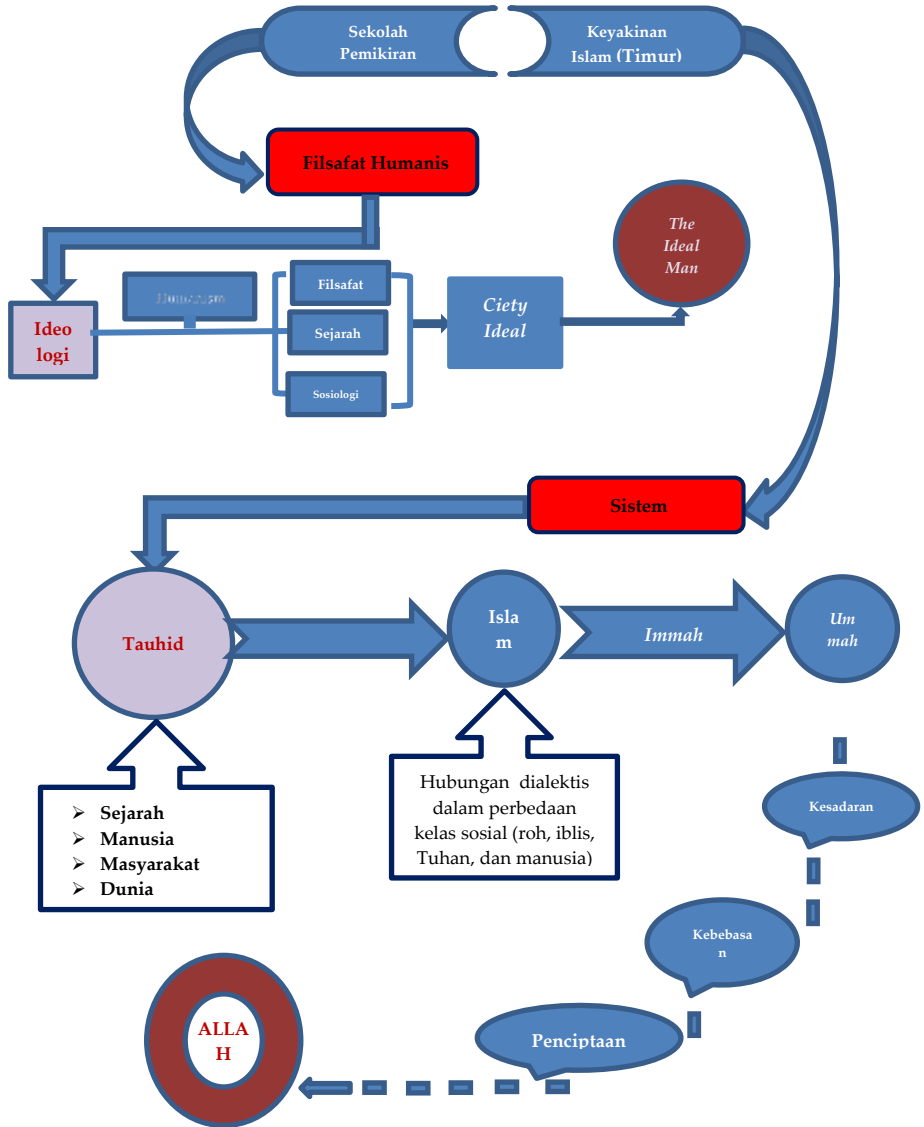 Sekolah
Pemikiran
Keyakinan
Islam (Timur)
Filsafat Humanis
The
Ideal
Man
Ideo
logi
Filsafat
Sejarah
Sosiologi
Ciety
Ideal
Sistem
Tauhid
Isla
m
Immah
Um
mah
➢ Sejarah
➢ Manusia
➢ Masyarakat
➢ Dunia
Hubungan dialektis
dalam perbedaan
kelas sosial (roh, iblis,
Tuhan, dan manusia)
Kesadaran
Kebebasa
n
Penciptaan
ALLA
H